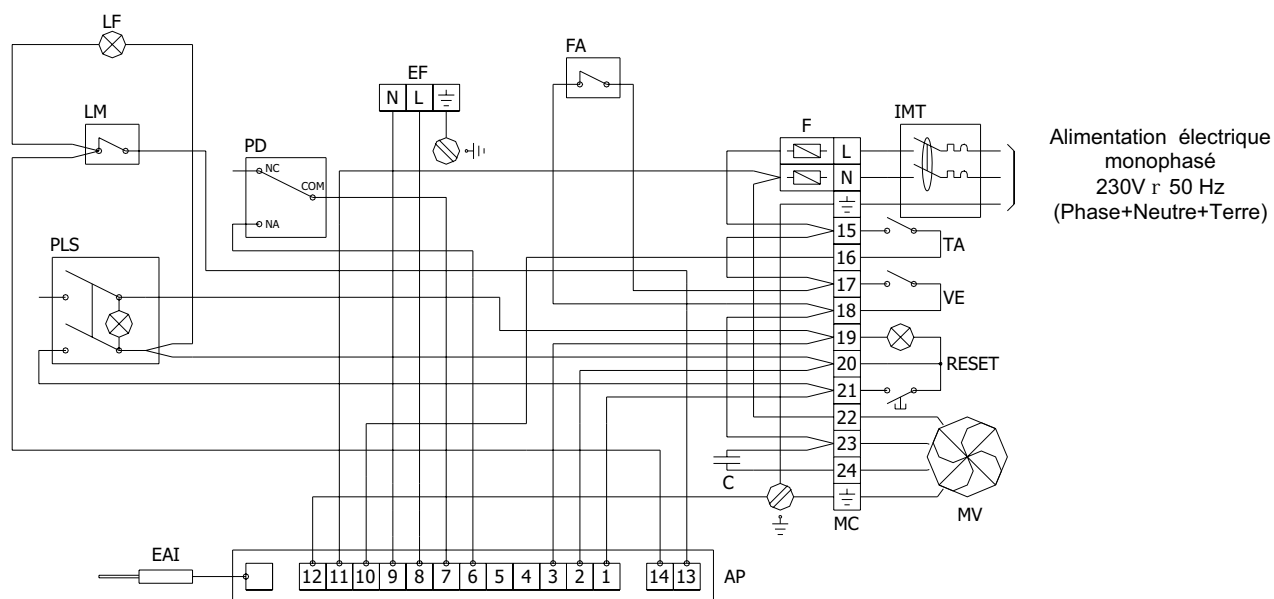 LF
FA
EF
N L
LM
F
IMT
PD
NC
COM
NA
L
N
Alimentation électrique
monophasé
230V r 50 Hz
(Phase+Neutre+Terre)
PLS
15
16
17
18
19
20
21
22
23
24
TA
VE
RESET
C
MC
MV
EAI
12 11 10 9 8 7 6 5 4 3 2 1 14 13
AP